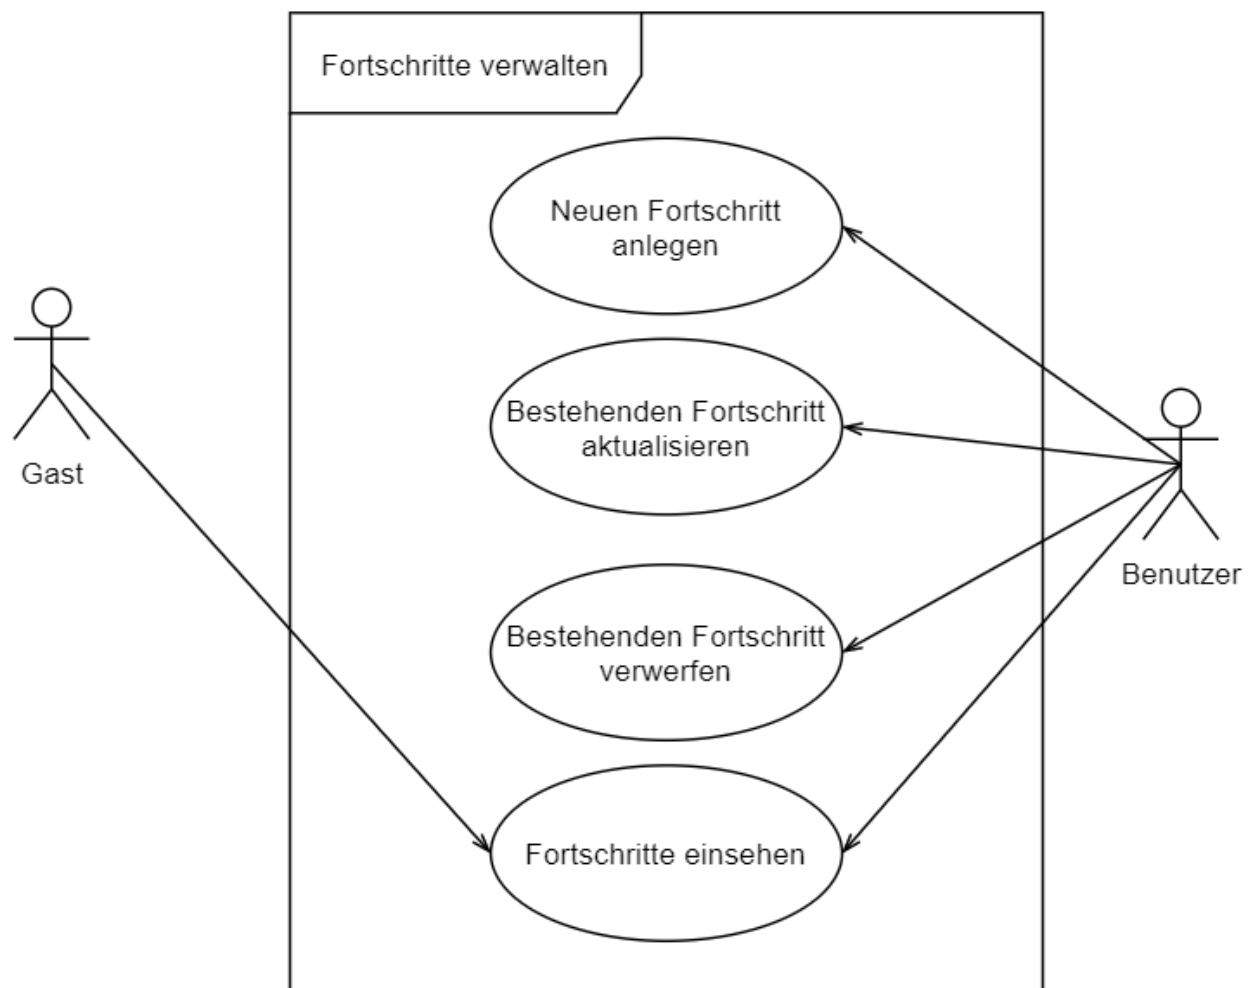 Fortschritte verwalten
Neuen Fortschritt
anlegen
Gast
Bestehenden Fortschritt
aktualisieren
Benutzer
Bestehenden Fortschritt
verwerfen
Fortschritte einsehen